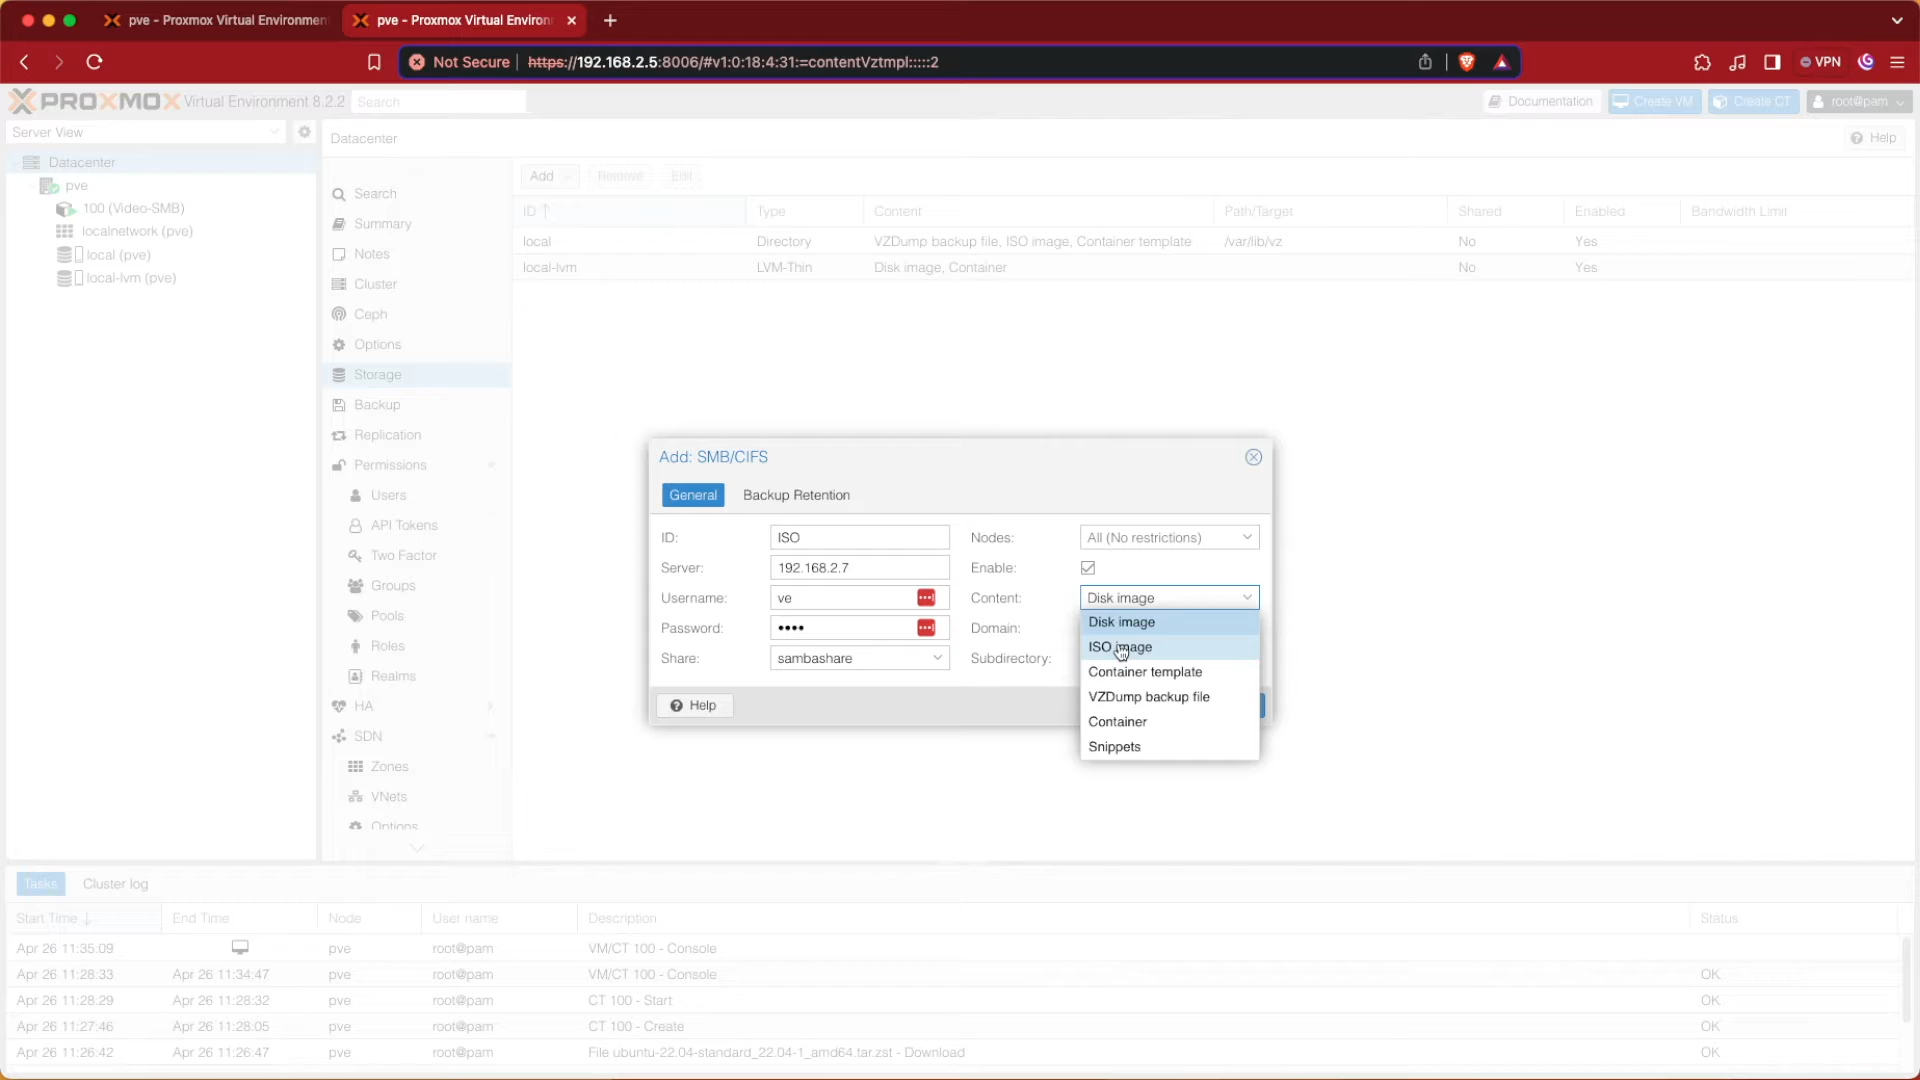 pve - Proxmox Virtual Environmen
pve - Proxmox Virtual Environ
Not Secure https://192.168.2.5:8006/#v1:0:18:4:31:=contentVztmpl:::::2
VPN
PROXMOX Virtual Environment 8.2.2 Search
Documentation Create VM Create CT root@pam
Server View
Datacenter
Help
Datacenter
pve
100 (Video-SMB)
localnetwork (pve)
local (pve)
local-lvm (pve)
Search
Summary
Notes
Cluster
Ceph
Options
Storage
Backup
Replication
Permissions
Users
API Tokens
Two Factor
Groups
Pools
Roles
Realms
HA
SDN
Zones
VNets
Options
Add Remove Edit
ID Type Content Path/Target Shared Enabled Bandwidth Limit
local Directory VZDump backup file, ISO image, Container template /var/lib/vz No Yes
local-lvm LVM-Thin Disk image, Container No Yes
Add: SMB/CIFS
General Backup Retention
ID: ISO Nodes: All (No restrictions)
Server: 192.168.2.7 Enable:
Username: ve Content: Disk image
Password: •••• Domain:
Share: sambashare Subdirectory:
Help
Disk image
ISO image
Container template
VZDump backup file
Container
Snippets
Tasks Cluster log
Start Time End Time Node User name Description Status
Apr 26 11:35:09 pve root@pam VM/CT 100 - Console
Apr 26 11:28:33 Apr 26 11:34:47 pve root@pam VM/CT 100 - Console OK
Apr 26 11:28:29 Apr 26 11:28:32 pve root@pam CT 100 - Start OK
Apr 26 11:27:46 Apr 26 11:28:05 pve root@pam CT 100 - Create OK
Apr 26 11:26:42 Apr 26 11:26:47 pve root@pam File ubuntu-22.04-standard_22.04-1_amd64.tar.zst - Download OK